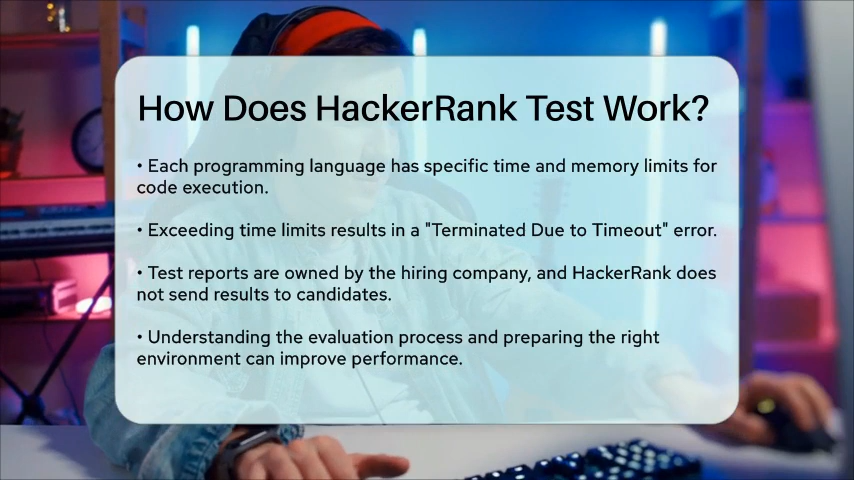 How Does HackerRank Test Work?
• Each programming language has specific time and memory limits for
code execution.
• Exceeding time limits results in a "Terminated Due to Timeout" error.
• Test reports are owned by the hiring company, and HackerRank does
not send results to candidates.
• Understanding the evaluation process and preparing the right
environment can improve performance.